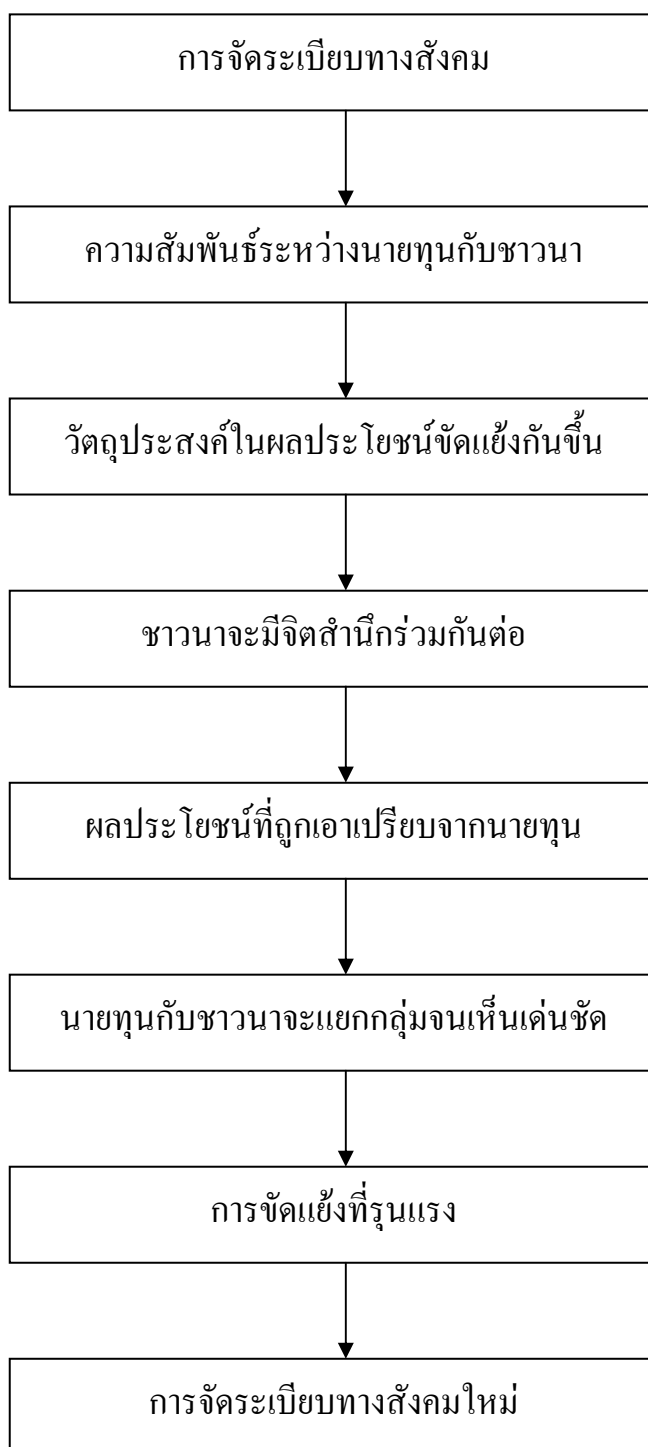 การจัดระเบียบทางสังคม
ความสัมพันธ์ระหว่างนายทุนกับชาวนา
วัตถุประสงค์ในผลประโยชน์ขัดแย้งกันขึ้น
ชาวนาจะมีจิตสำนึกร่วมกันต่อ
ผลประโยชน์ที่ถูกเอาเปรียบจากนายทุน
นายทุนกับชาวนาจะแยกกลุ่มจนเห็นเด่นชัด
การขัดแย้งที่รุนแรง
การจัดระเบียบทางสังคมใหม่